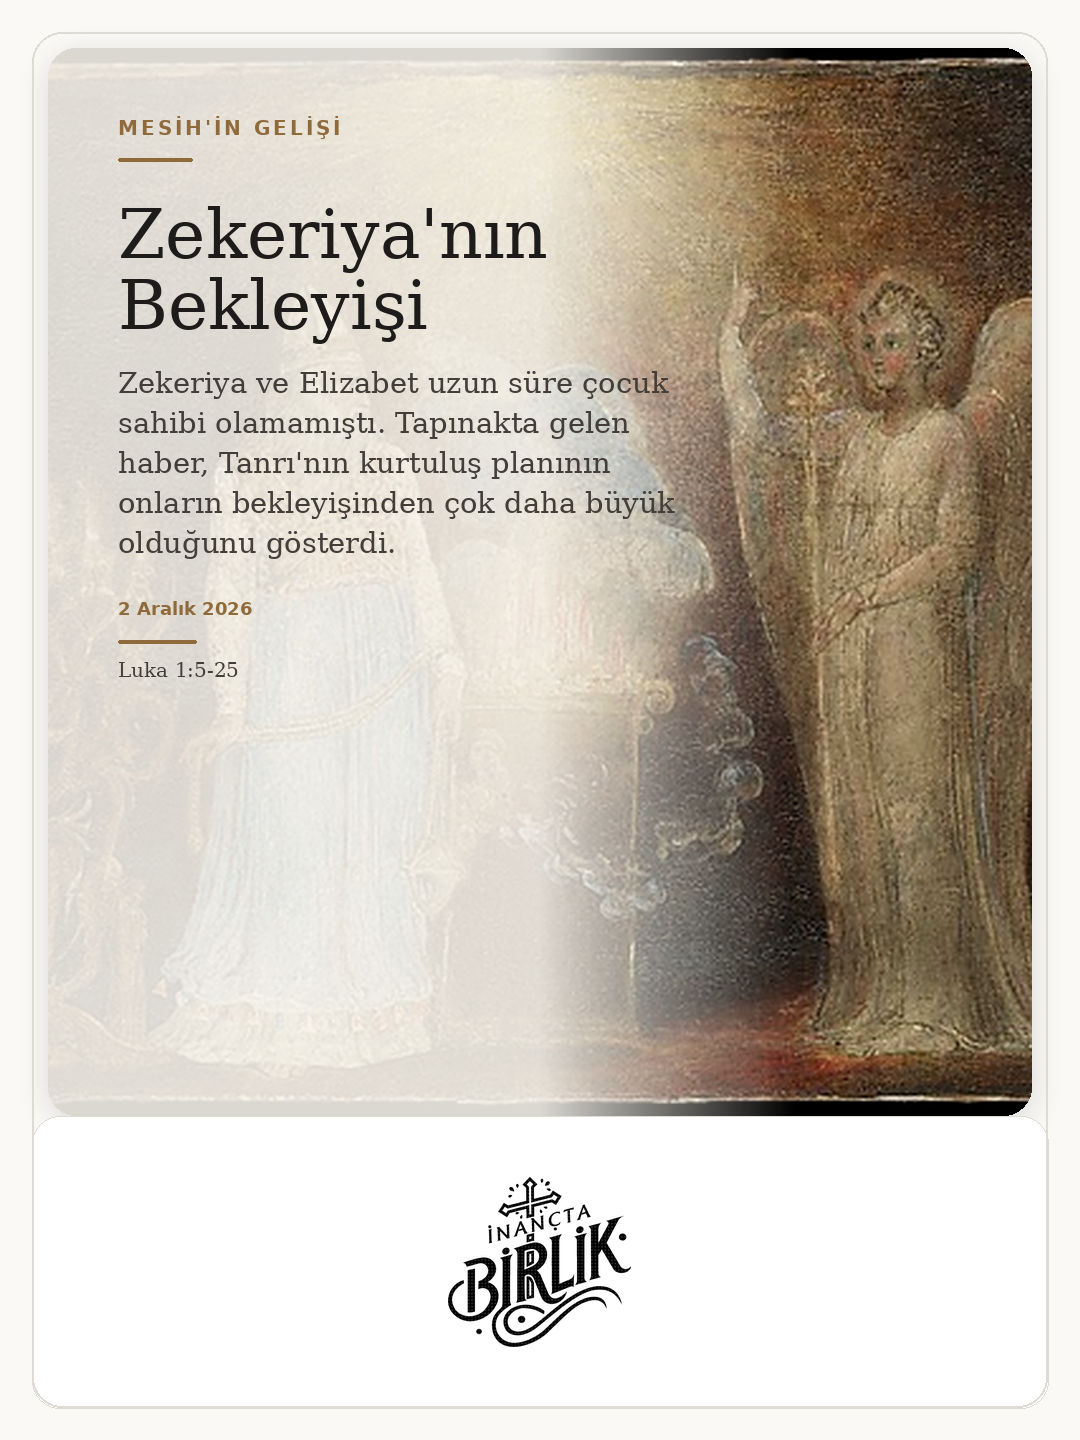 MESİH'İN GELİŞİ
Zekeriya'nın
Bekleyişi
Zekeriya ve Elizabet uzun süre çocuk
sahibi olamamıştı. Tapınakta gelen
haber, Tanrı'nın kurtuluş planının
onların bekleyişinden çok daha büyük
olduğunu gösterdi.
2 Aralık 2026
Luka 1:5-25
İNANÇTA
BİRLİK